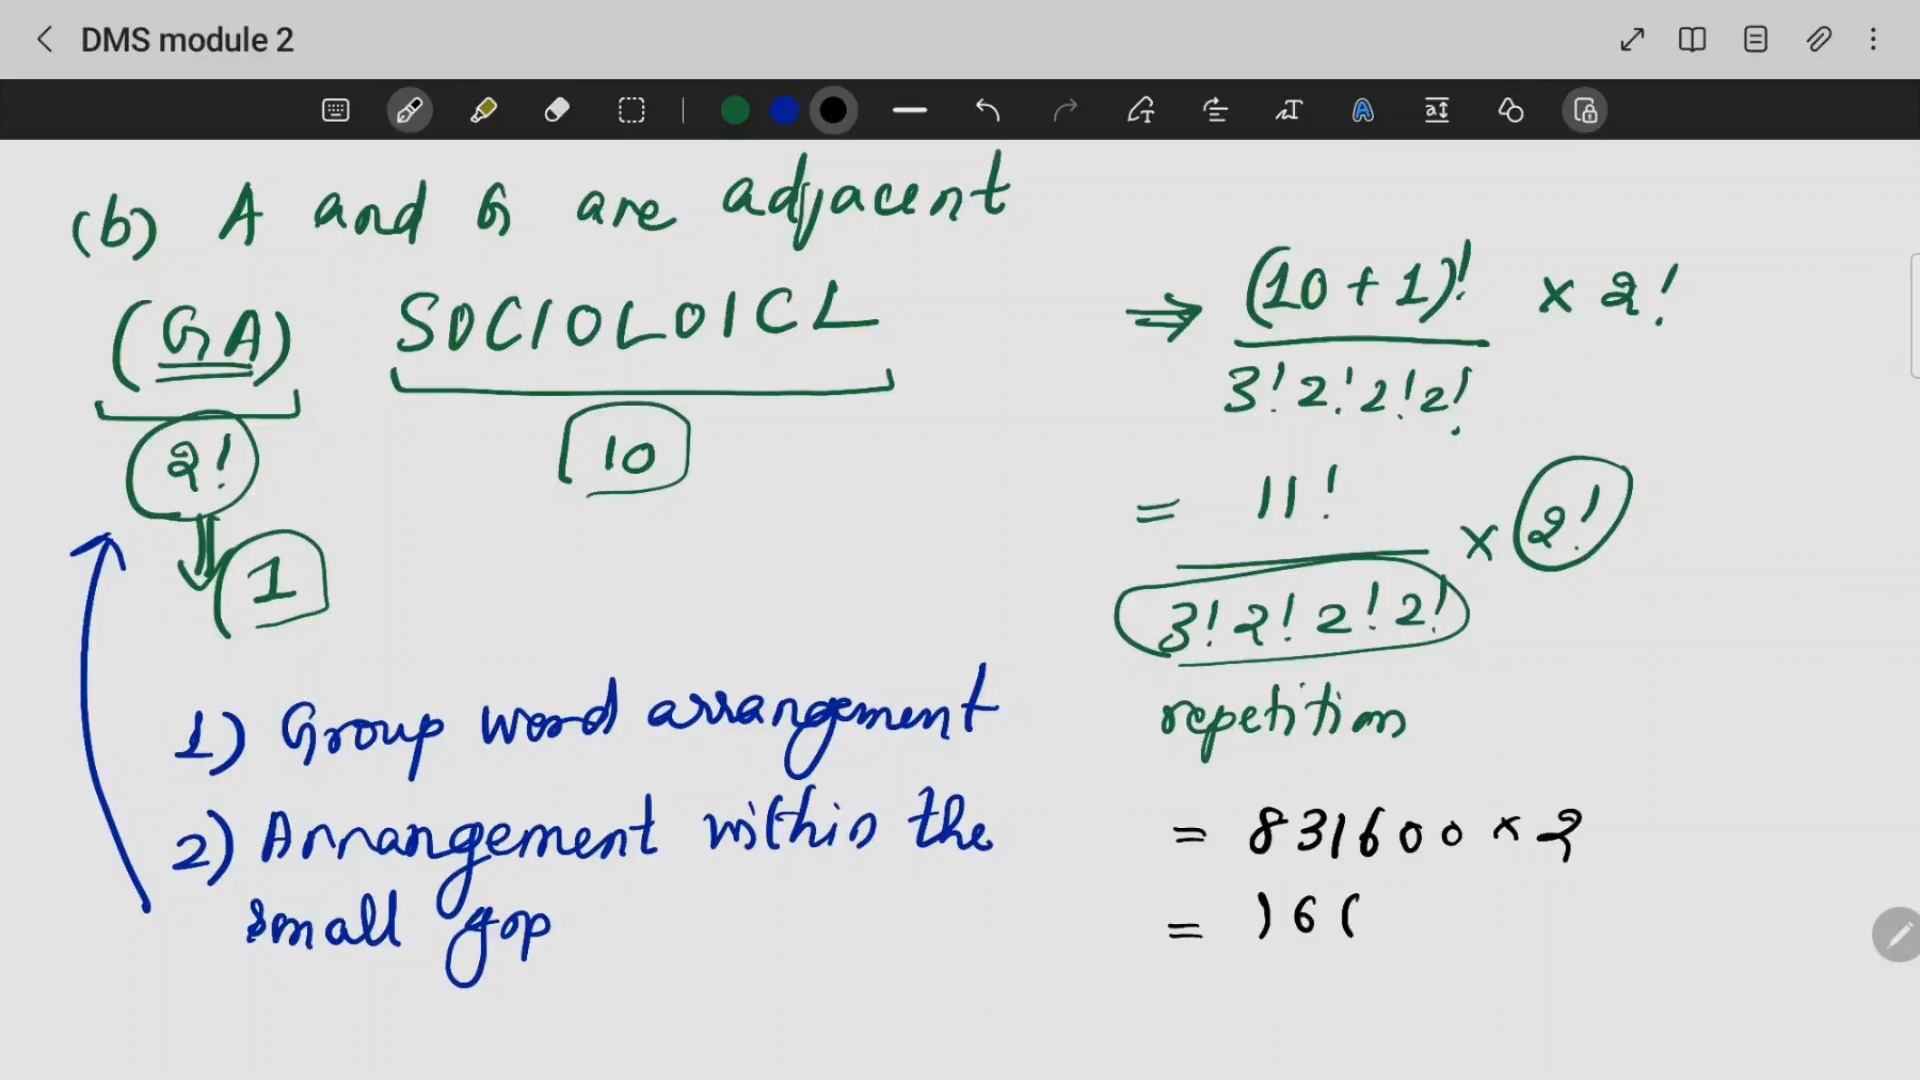 DMS module 2
(b) A and G are adjacent
(GA) SOCIOLOICL
2! 10
1
⇒ (10 + 1)! × 2!
3! 2! 2! 2!
= 11! × 2!
3! 2! 2! 2!
repetition
1) Group word arrangement
2) Arrangement within the
small gop
= 831600 × 2
= 16(